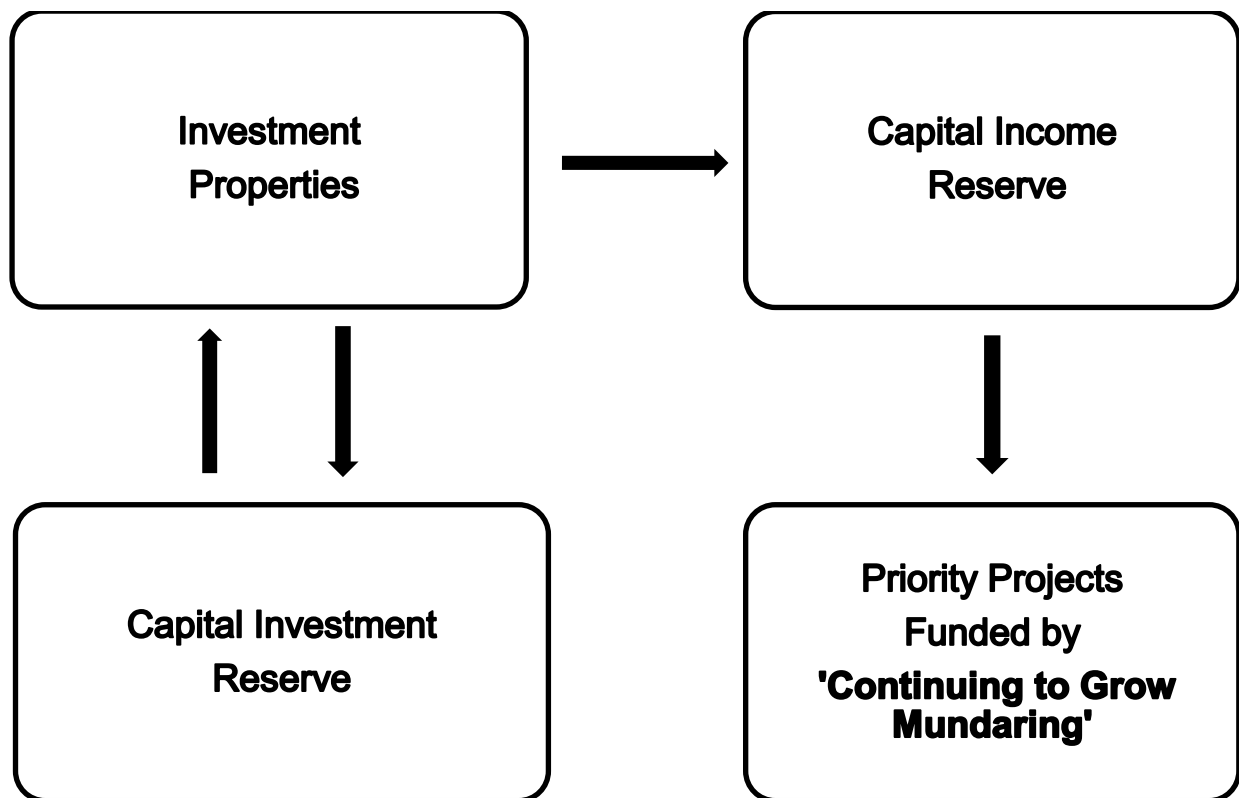 Investment
Properties
Capital Income
Reserve
Capital Investment
Reserve
Priority Projects
Funded by
'Continuing to Grow
Mundaring'